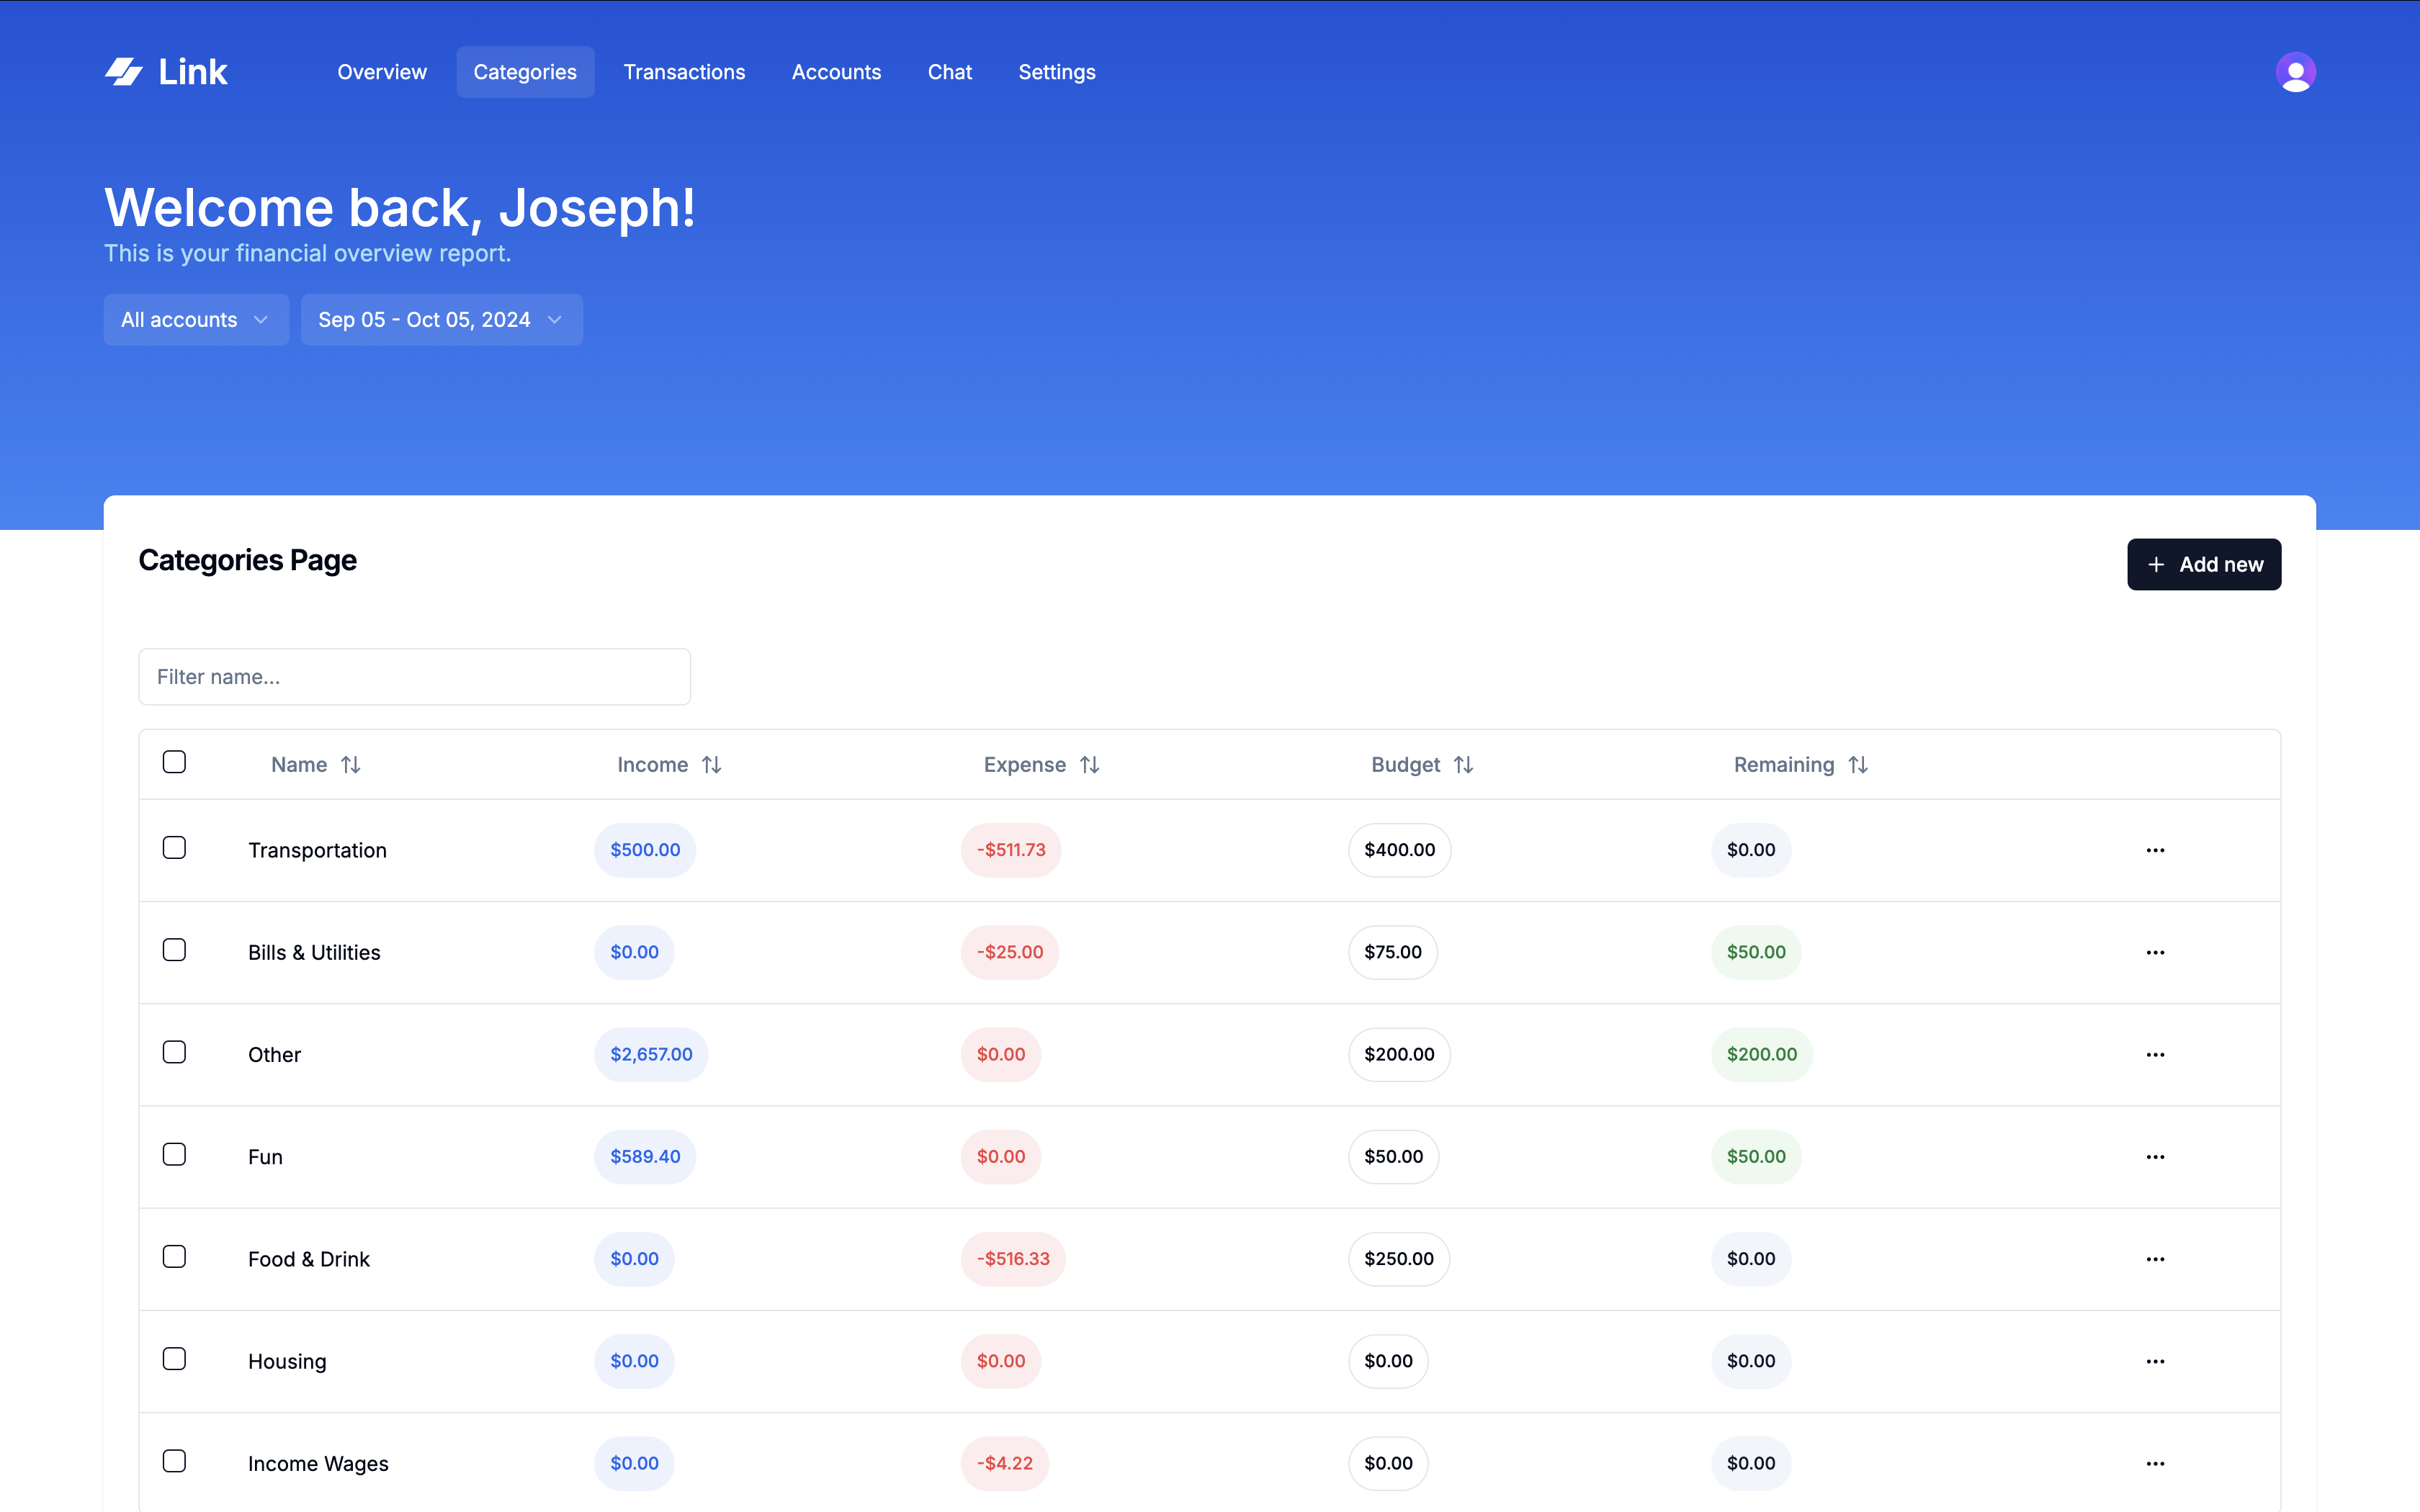 Link Overview Categories Transactions Accounts Chat Settings
Welcome back, Joseph!
This is your financial overview report.
All accounts Sep 05 - Oct 05, 2024
Categories Page
+ Add new
Filter name...
Name Income Expense Budget Remaining
Transportation $500.00 -$511.73 $400.00 $0.00 ...
Bills & Utilities $0.00 -$25.00 $75.00 $50.00 ...
Other $2,657.00 $0.00 $200.00 $200.00 ...
Fun $589.40 $0.00 $50.00 $50.00 ...
Food & Drink $0.00 -$516.33 $250.00 $0.00 ...
Housing $0.00 $0.00 $0.00 $0.00 ...
Income Wages $0.00 -$4.22 $0.00 $0.00 ...